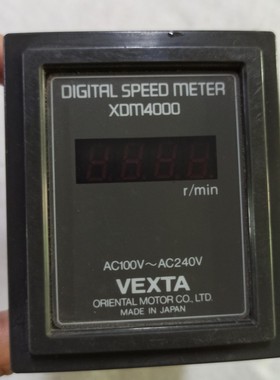 DIGITAL SPEED METER
XDM4000
r/min
AC100V～AC240V
VEXTA
ORIENTAL MOTOR CO., LTD.
MADE IN JAPAN